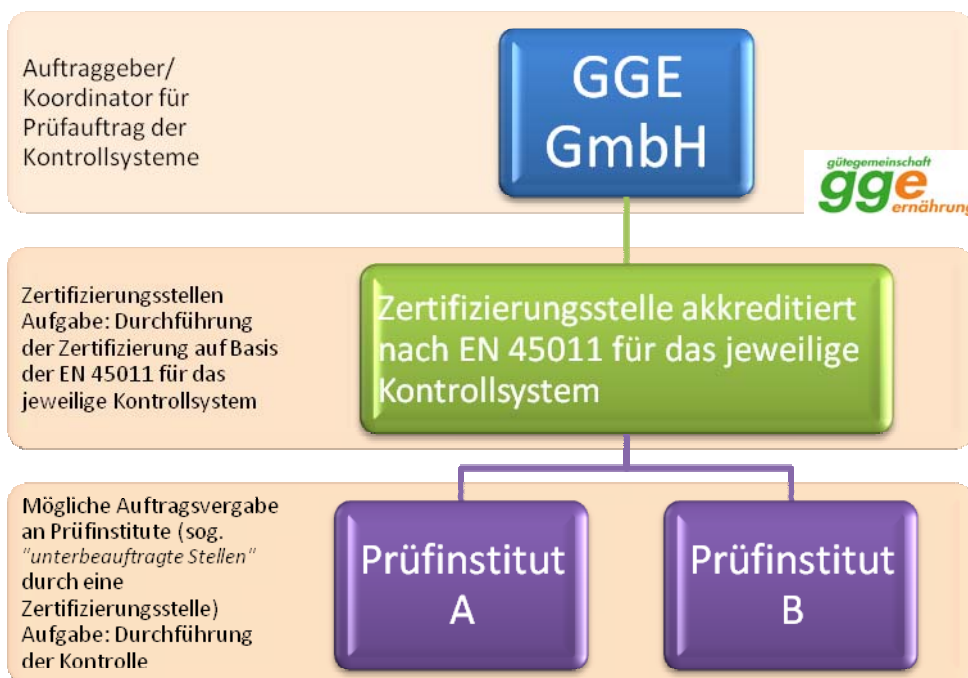 Auftraggeber/
Koordinator für
Prüfauftrag der
Kontrollsysteme
GGE
GmbH
gütegemeinschaft
gge
ernährung
Zertifizierungsstellen
Aufgabe: Durchführung
der Zertifizierung auf Basis
der EN 45011 für das
jeweilige Kontrollsystem
Zertifizierungsstelle akkreditiert
nach EN 45011 für das jeweilige
Kontrollsystem
Mögliche Auftragsvergabe
an Prüfinstitute (sog.
"unterbeauftragte Stellen"
durch eine
Zertifizierungsstelle)
Aufgabe: Durchführung
der Kontrolle
Prüfinstitut
A
Prüfinstitut
B